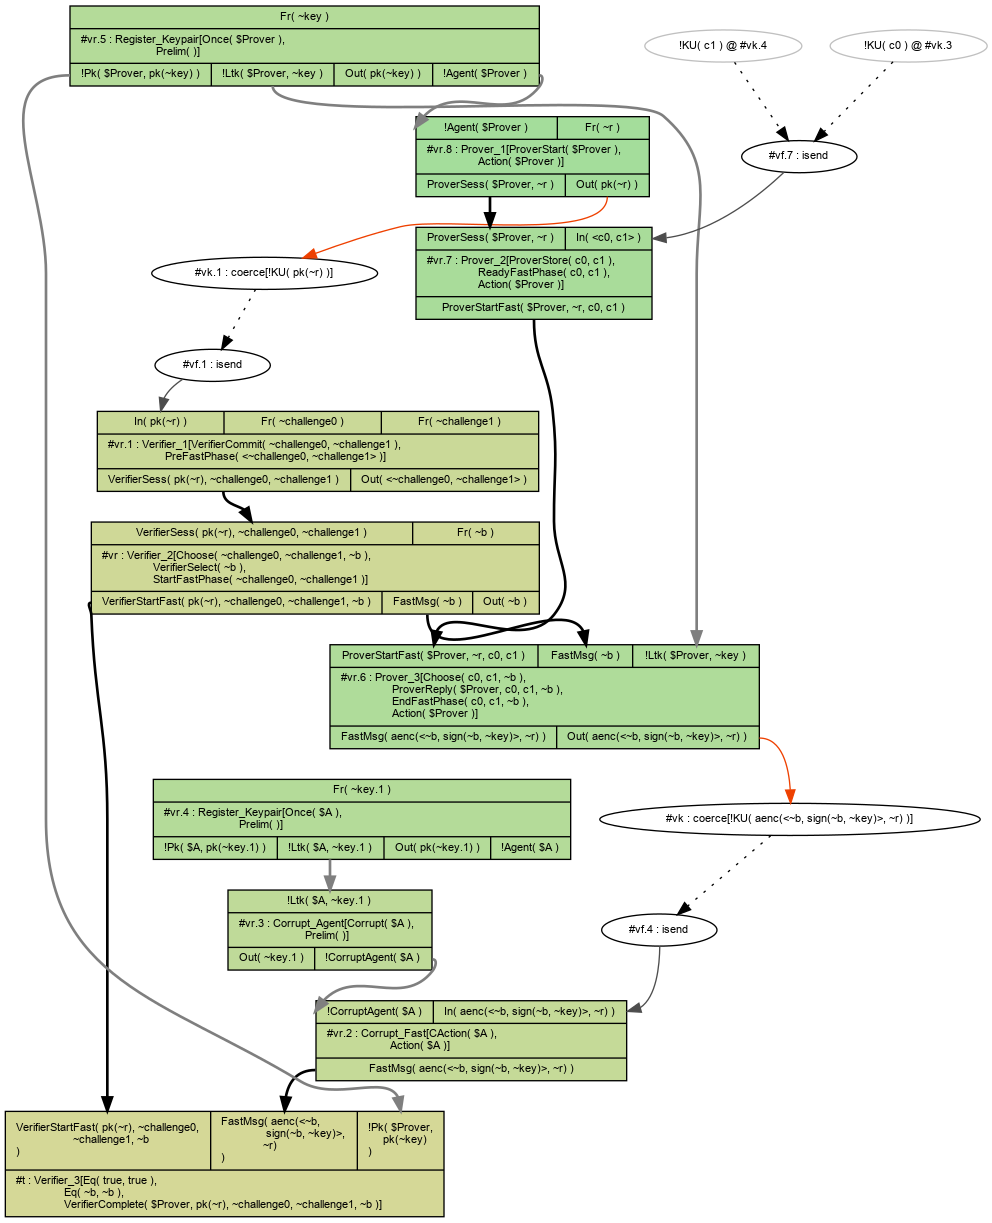 Fr( ~key )
#vr.5 : Register_Keypair[Once( $Prover ),
Prelim( )]
!Pk( $Prover, pk(~key) ) !Ltk( $Prover, ~key ) Out( pk(~key) ) !Agent( $Prover )
!KU( c1 ) @ #vk.4
!KU( c0 ) @ #vk.3
!Agent( $Prover ) Fr( ~r )
#vr.8 : Prover_1[ProverStart( $Prover ),
Action( $Prover )]
ProverSess( $Prover, ~r ) Out( pk(~r) )
#vf.7 : isend
ProverSess( $Prover, ~r ) In( <c0, c1> )
#vr.7 : Prover_2[ProverStore( c0, c1 ),
ReadyFastPhase( c0, c1 ),
Action( $Prover )]
ProverStartFast( $Prover, ~r, c0, c1 )
#vk.1 : coerce[!KU( pk(~r) )]
#vf.1 : isend
In( pk(~r) ) Fr( ~challenge0 ) Fr( ~challenge1 )
#vr.1 : Verifier_1[VerifierCommit( ~challenge0, ~challenge1 ),
PreFastPhase( <~challenge0, ~challenge1> )]
VerifierSess( pk(~r), ~challenge0, ~challenge1 ) Out( <~challenge0, ~challenge1> )
VerifierSess( pk(~r), ~challenge0, ~challenge1 ) Fr( ~b )
#vr : Verifier_2[Choose( ~challenge0, ~challenge1, ~b ),
VerifierSelect( ~b ),
StartFastPhase( ~challenge0, ~challenge1 )]
VerifierStartFast( pk(~r), ~challenge0, ~challenge1, ~b ) FastMsg( ~b ) Out( ~b )
ProverStartFast( $Prover, ~r, c0, c1 ) FastMsg( ~b ) !Ltk( $Prover, ~key )
#vr.6 : Prover_3[Choose( c0, c1, ~b ),
ProverReply( $Prover, c0, c1, ~b ),
EndFastPhase( c0, c1, ~b ),
Action( $Prover )]
FastMsg( aenc(<~b, sign(~b, ~key)>, ~r) ) Out( aenc(<~b, sign(~b, ~key)>, ~r) )
Fr( ~key.1 )
#vr.4 : Register_Keypair[Once( $A ),
Prelim( )]
!Pk( $A, pk(~key.1) ) !Ltk( $A, ~key.1 ) Out( pk(~key.1) ) !Agent( $A )
#vk : coerce[!KU( aenc(<~b, sign(~b, ~key)>, ~r) )]
!Ltk( $A, ~key.1 )
#vr.3 : Corrupt_Agent[Corrupt( $A ),
Prelim( )]
Out( ~key.1 ) !CorruptAgent( $A )
#vf.4 : isend
!CorruptAgent( $A ) In( aenc(<~b, sign(~b, ~key)>, ~r) )
#vr.2 : Corrupt_Fast[CAction( $A ),
Action( $A )]
FastMsg( aenc(<~b, sign(~b, ~key)>, ~r) )
VerifierStartFast( pk(~r), ~challenge0,
~challenge1, ~b
)
FastMsg( aenc(<~b,
sign(~b, ~key)>,
~r)
)
!Pk( $Prover,
pk(~key)
)
#t : Verifier_3[Eq( true, true ),
Eq( ~b, ~b ),
VerifierComplete( $Prover, pk(~r), ~challenge0, ~challenge1, ~b )]